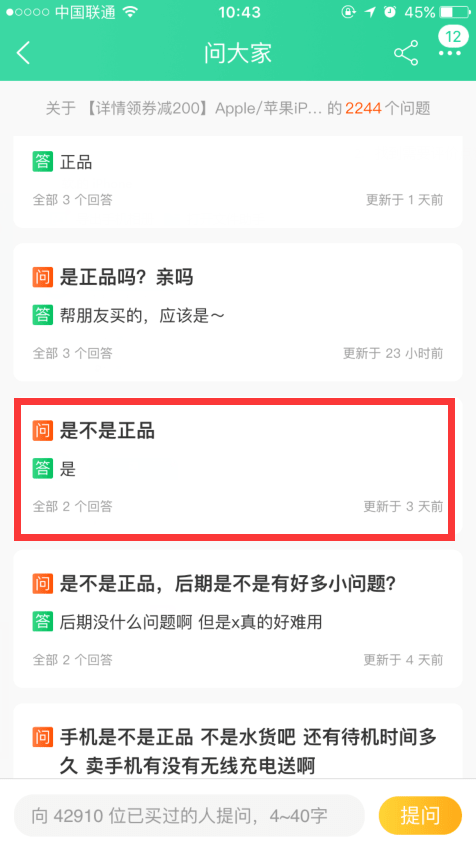 中国联通 10:43 45%
问大家 12
关于 【详情领券减200】Apple/苹果iP... 的 2244 个问题
答 正品
全部 3 个回答 更新于 1 天前
问 是正品吗？亲吗
答 帮朋友买的，应该是～
全部 3 个回答 更新于 23 小时前
问 是不是正品
答 是
全部 2 个回答 更新于 3 天前
问 是不是正品，后期是不是有好多小问题？
答 后期没什么问题啊 但是x真的好难用
全部 2 个回答 更新于 4 天前
问 手机是不是正品 不是水货吧 还有待机时间多
久 卖手机有没有无线充电送啊
向 42910 位已买过的人提问，4~40字 提问